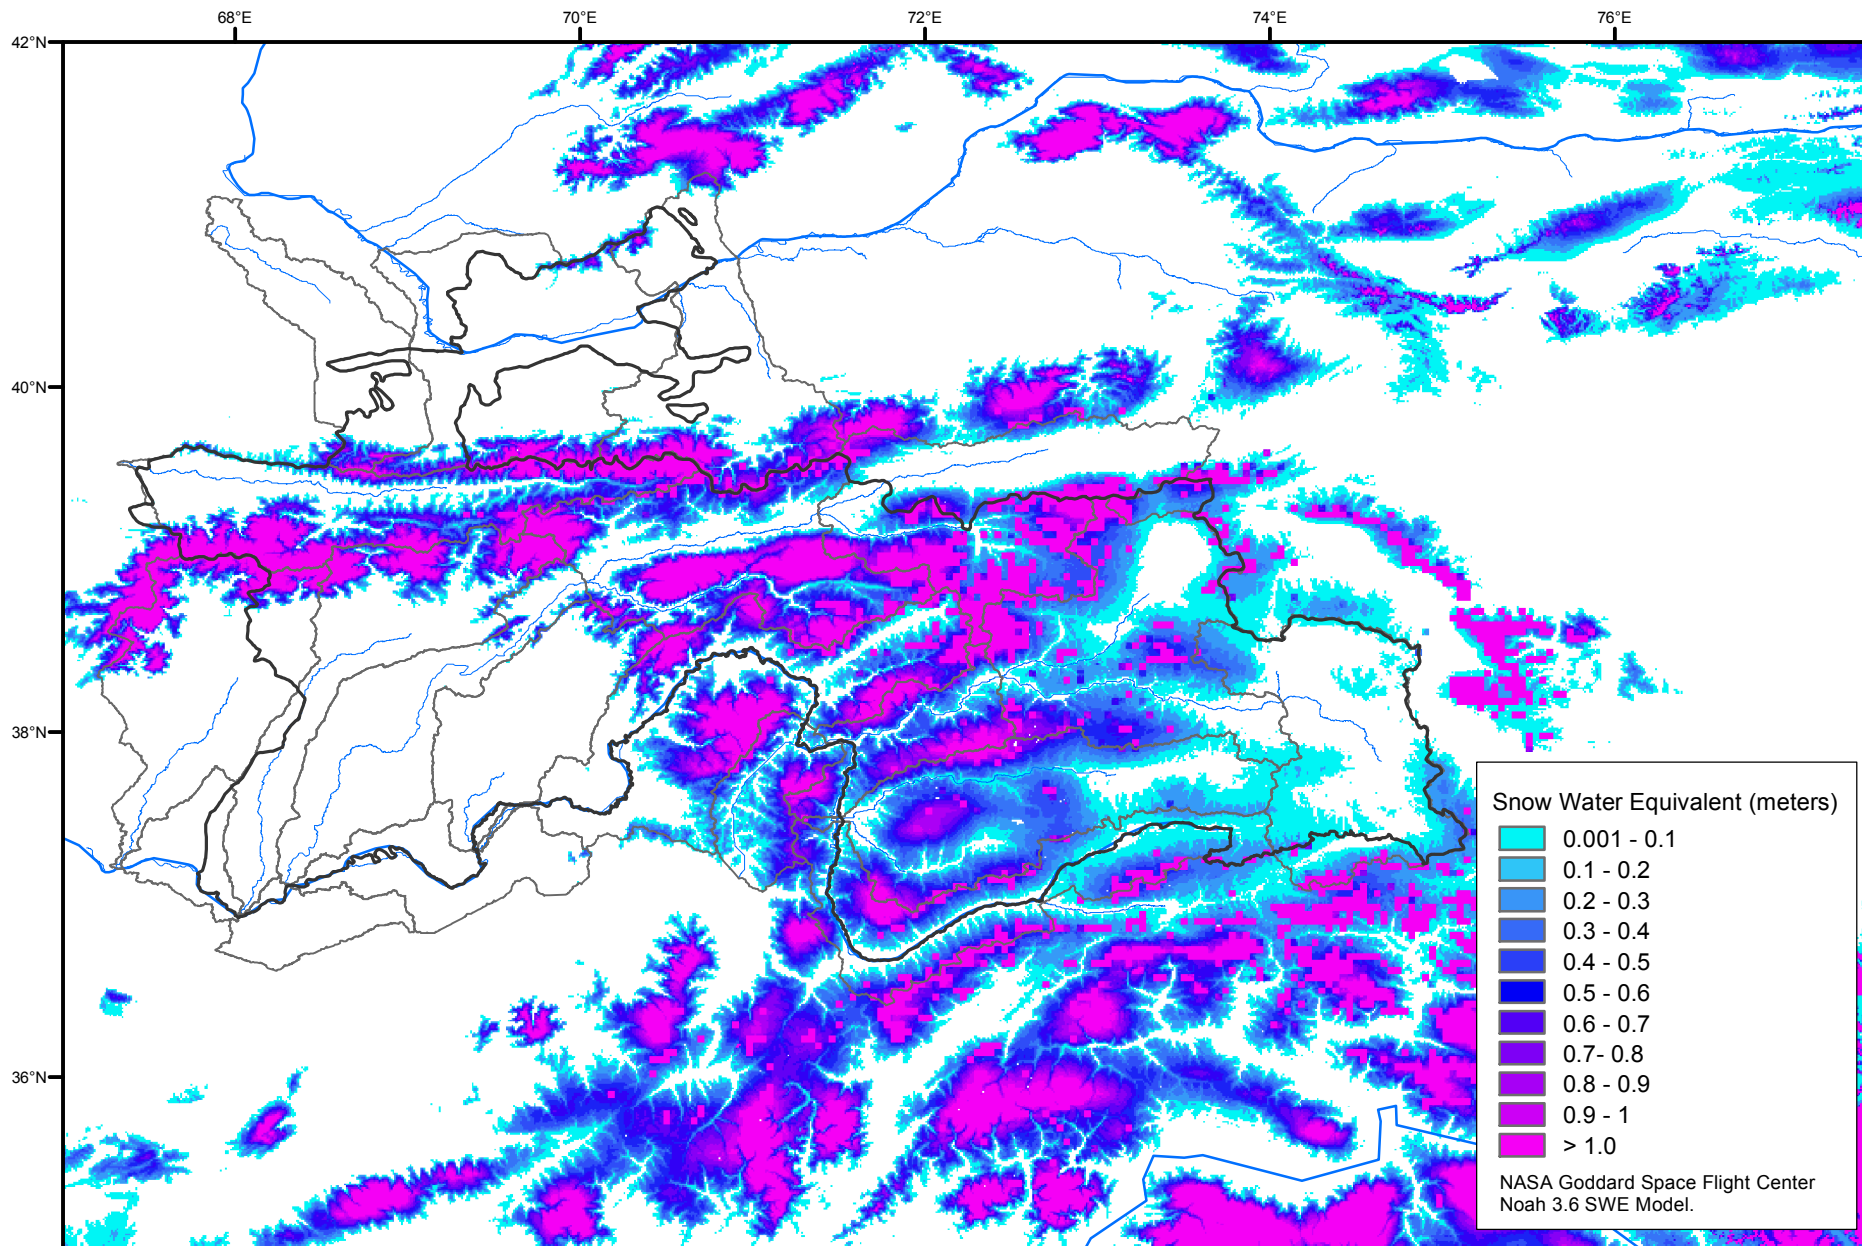 68°E 70°E 72°E 74°E 76°E
42°N
40°N
38°N
36°N
Snow Water Equivalent (meters)
0.001 - 0.1
0.1 - 0.2
0.2 - 0.3
0.3 - 0.4
0.4 - 0.5
0.5 - 0.6
0.6 - 0.7
0.7- 0.8
0.8 - 0.9
0.9 - 1
> 1.0
NASA Goddard Space Flight Center
Noah 3.6 SWE Model.